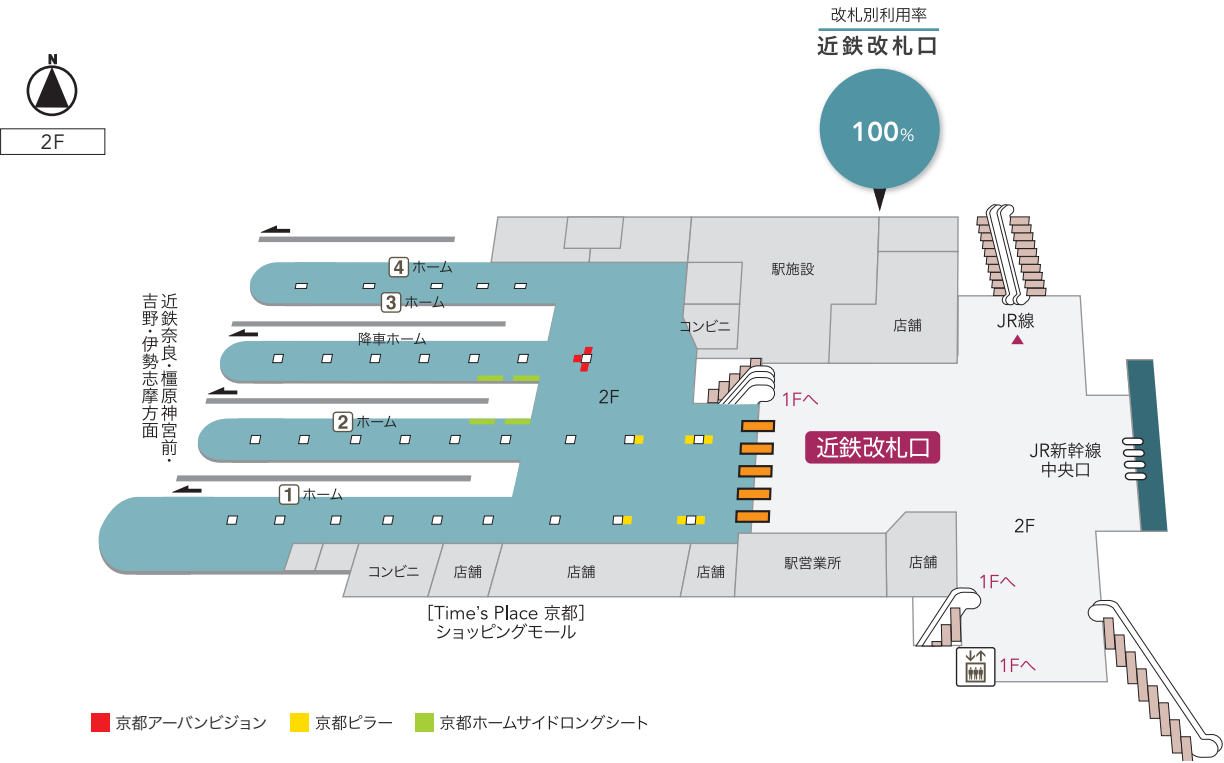 改札別利用率
近鉄改札口
100%
N
2F
4 ホーム
3 ホーム
駅施設
コンビニ
店舗
JR線
近鉄奈良・橿原神宮前・
吉野・伊勢志摩方面
降車ホーム
2F
1Fへ
2 ホーム
近鉄改札口
JR新幹線
中央口
1 ホーム
2F
コンビニ
店舗
店舗
店舗
駅営業所
店舗
1Fへ
[Time's Place 京都]
ショッピングモール
1Fへ
京都アーバンビジョン
京都ピラー
京都ホームサイドロングシート